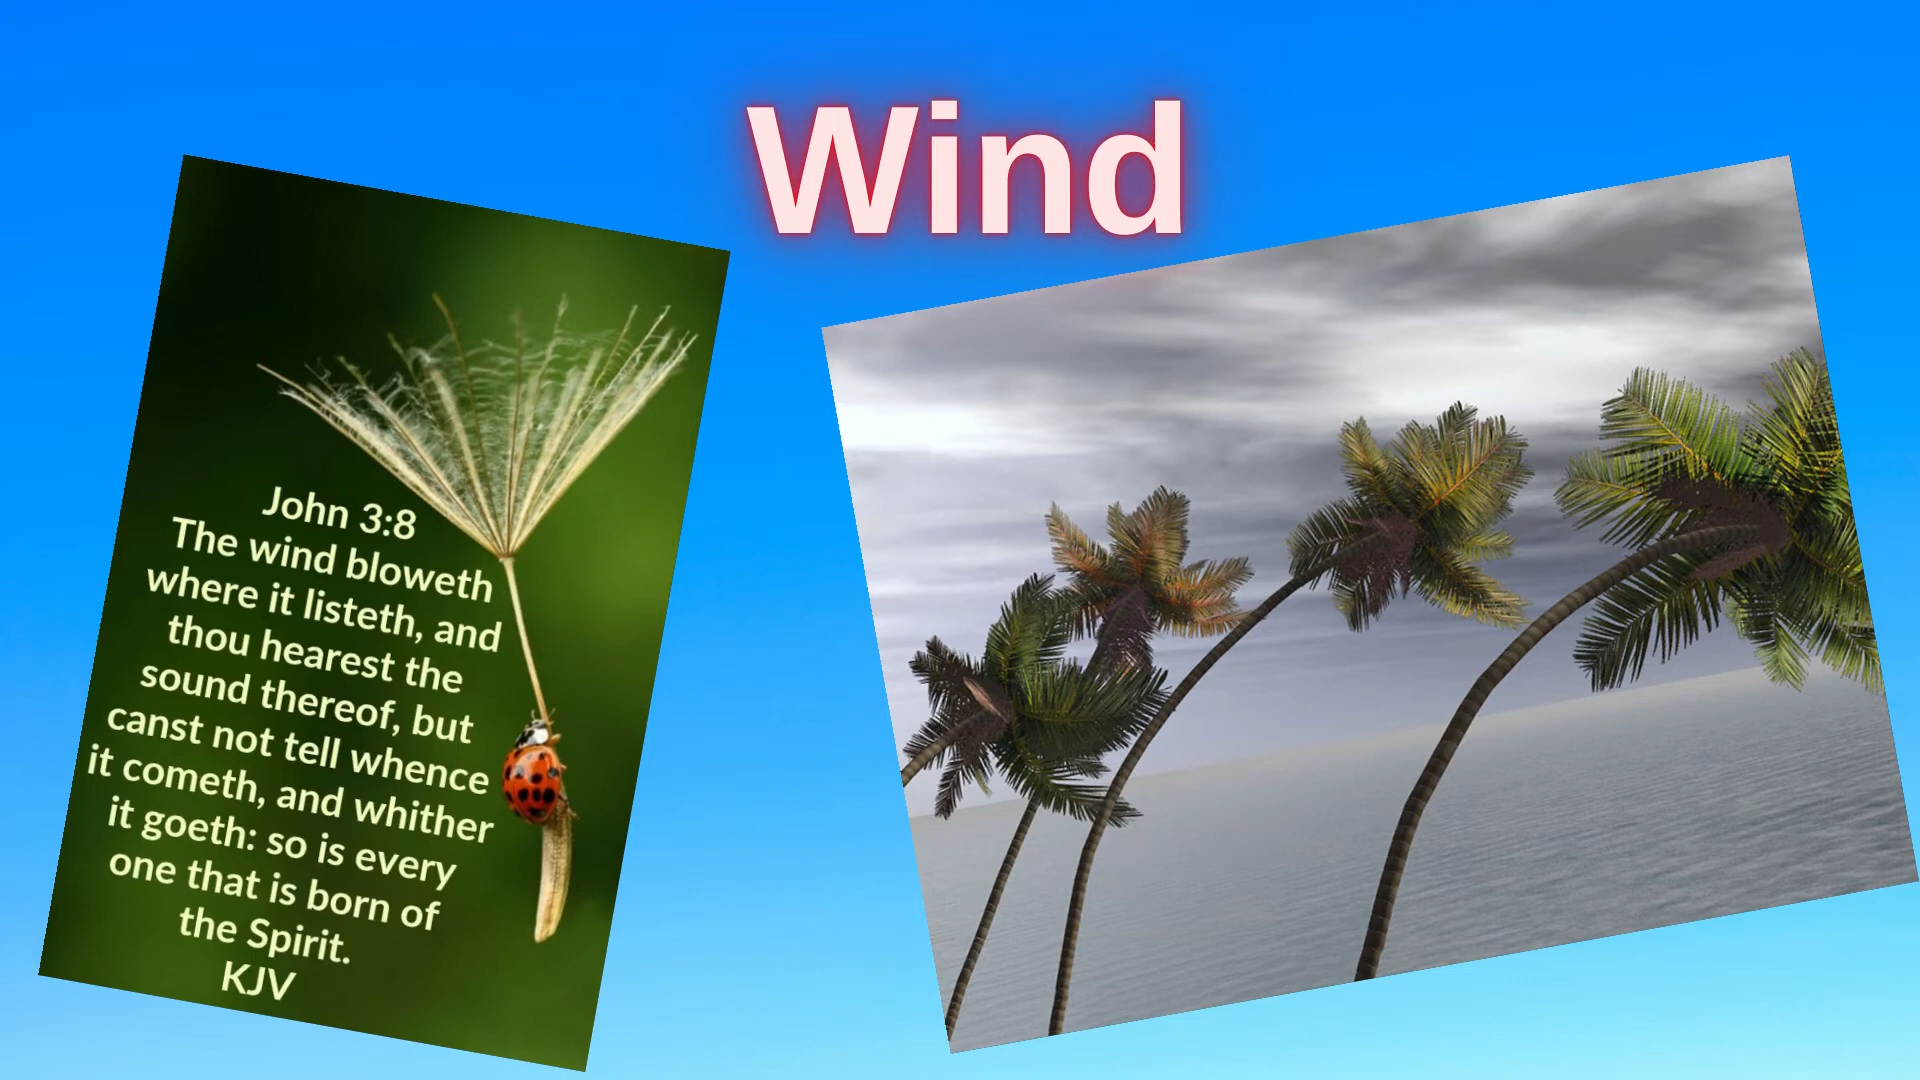 Wind
John 3:8
The wind bloweth
where it listeth, and
thou hearest the
sound thereof, but
canst not tell whence
it cometh, and whither
it goeth: so is every
one that is born of
the Spirit.
KJV